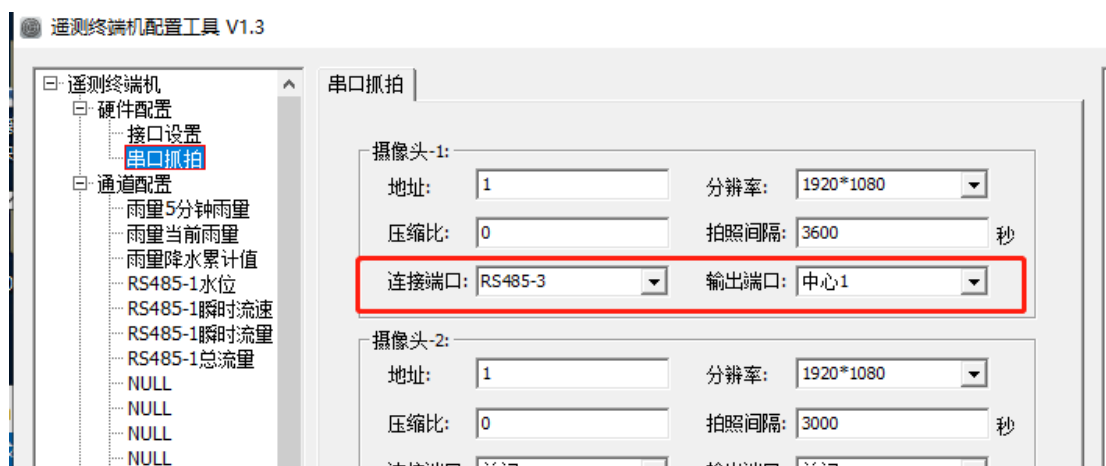 遥测终端机配置工具 V1.3
遥测终端机
硬件配置
接口设置
串口抓拍
通道配置
雨量5分钟雨量
雨量当前雨量
雨量降水累计值
RS485-1水位
RS485-1瞬时流速
RS485-1瞬时流量
RS485-1总流量
NULL
NULL
NULL
NULL
串口抓拍
摄像头-1:
地址: 1 分辨率: 1920*1080
压缩比: 0 拍照间隔: 3600 秒
连接端口: RS485-3 输出端口: 中心1
摄像头-2:
地址: 1 分辨率: 1920*1080
压缩比: 0 拍照间隔: 3000 秒